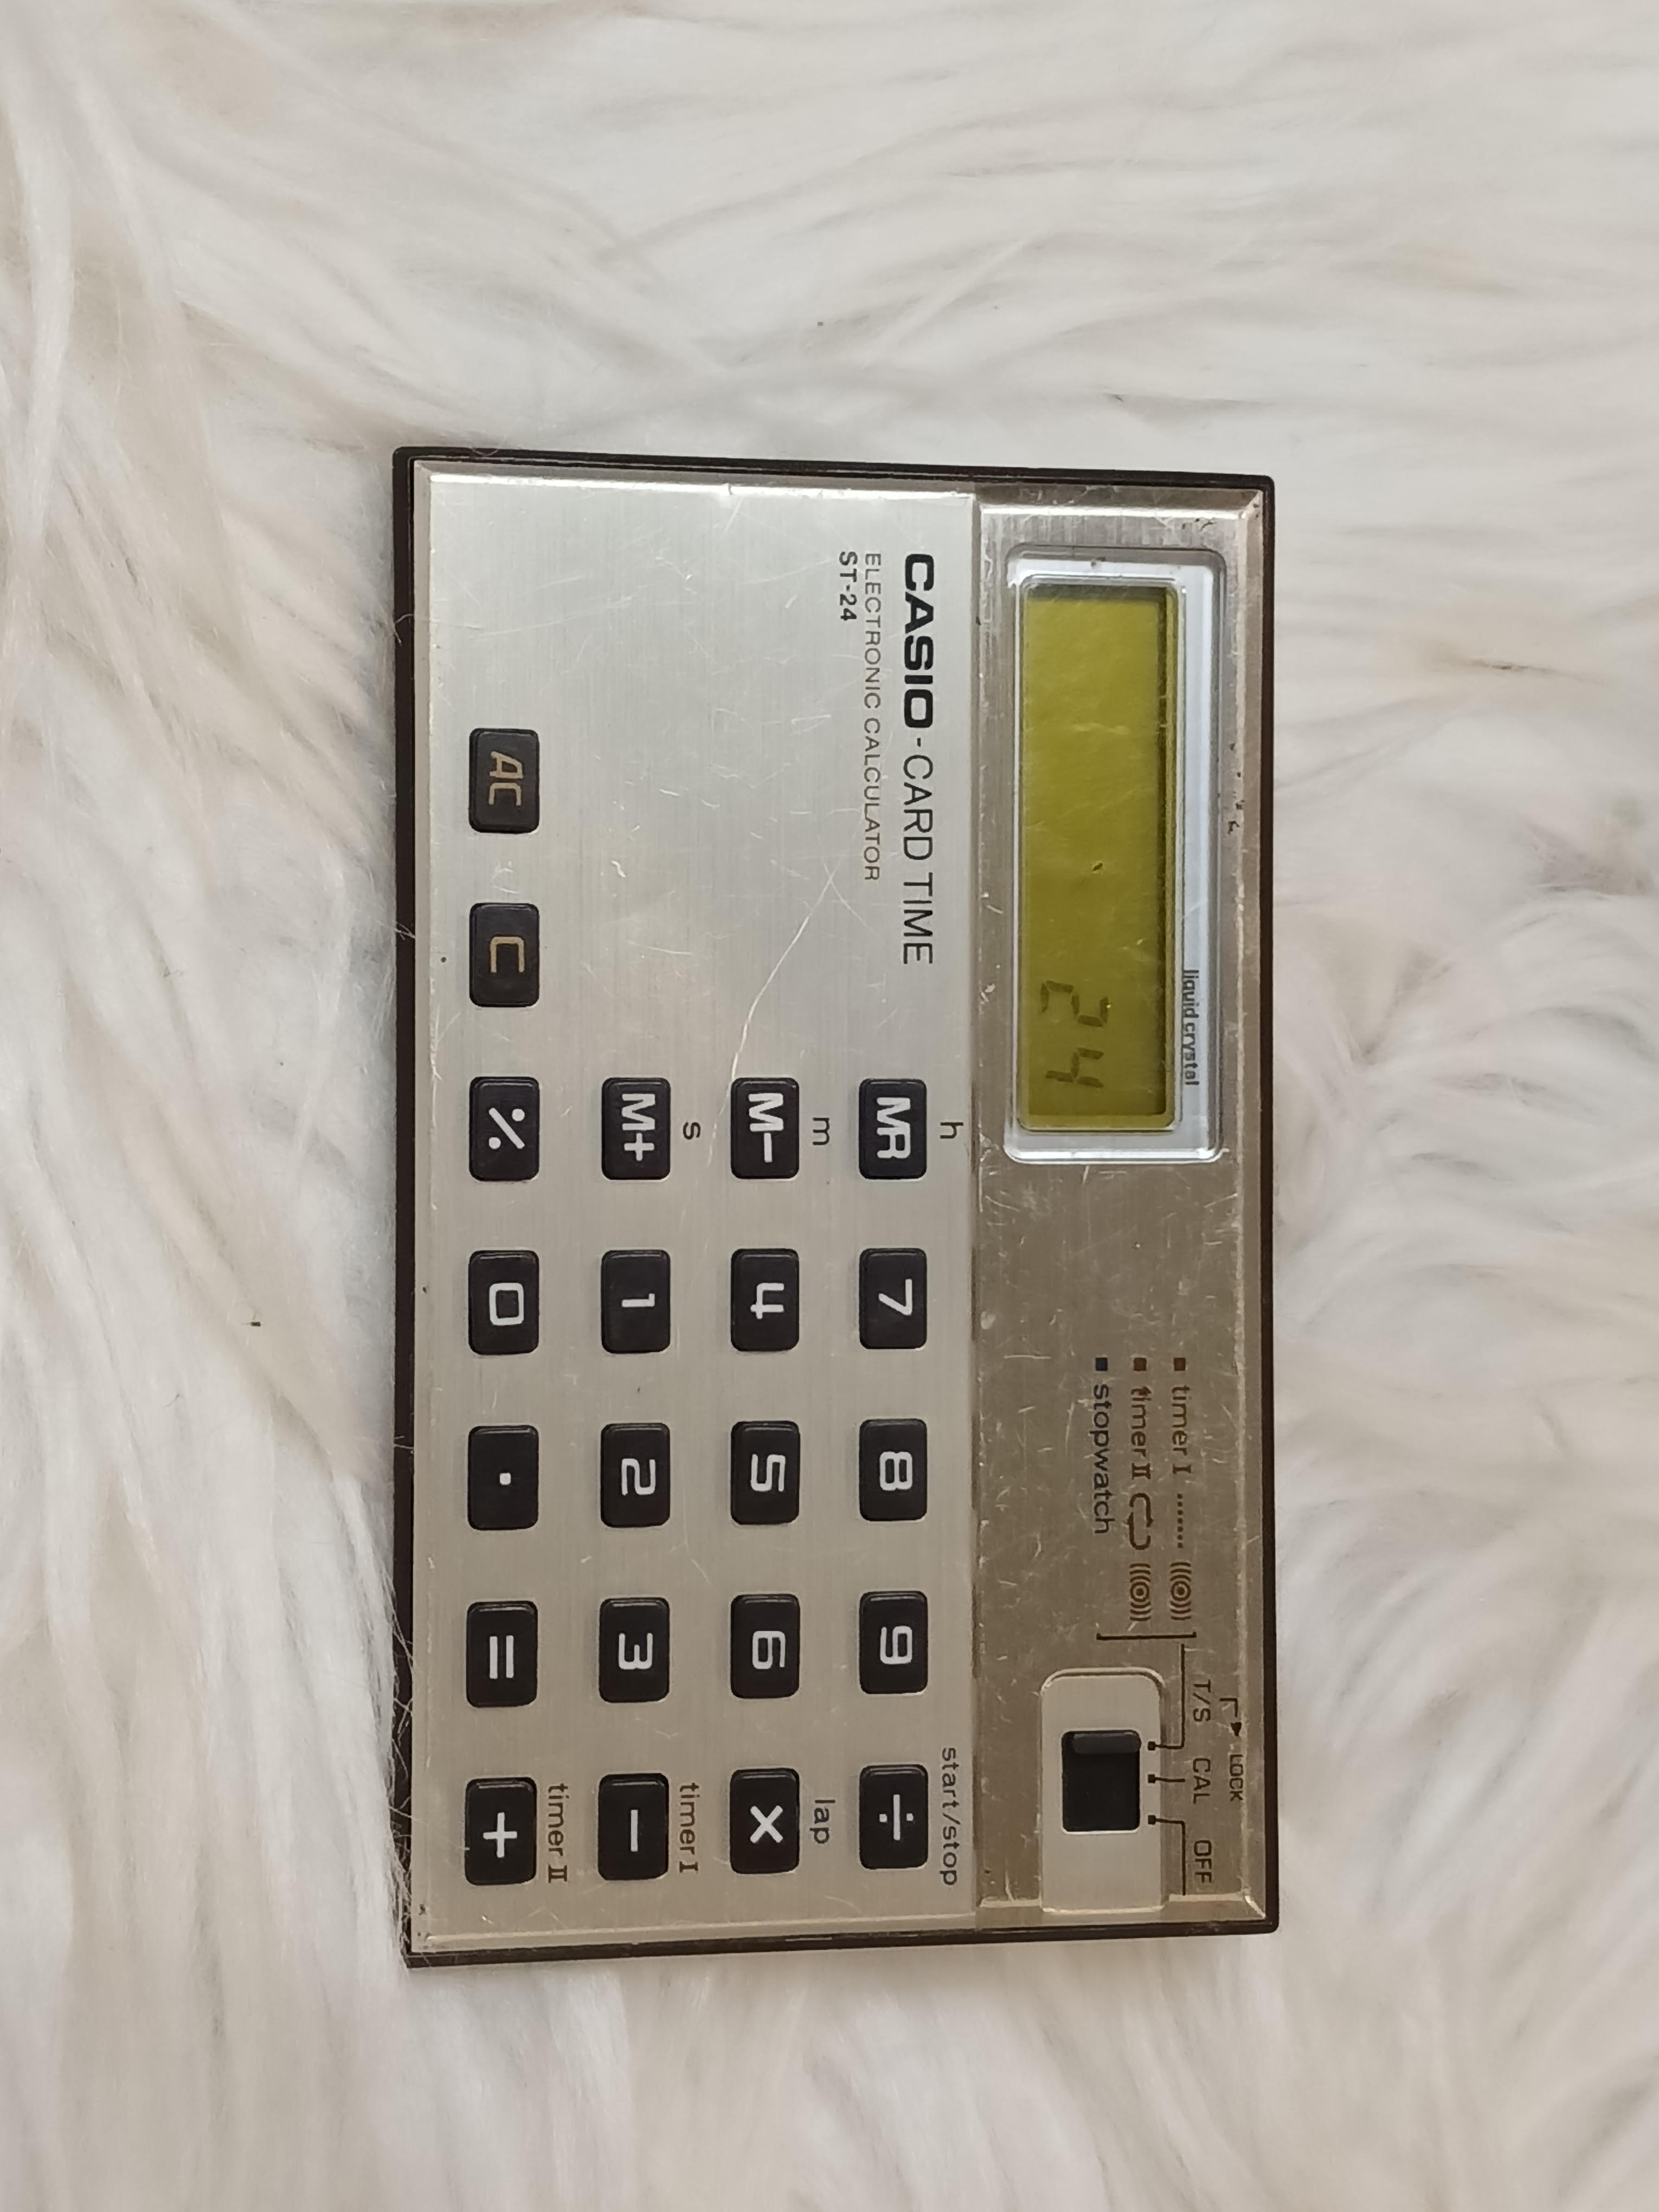 liquid crystal
24
LOCK
T/S CAL OFF
timer I ........
timer II
stopwatch
CASIO-CARD TIME
ELECTRONIC CALCULATOR
ST-24
h start/stop
MR 7 8 9 ÷
m lap
M- 4 5 6 ×
s timer I
M+ 1 2 3 −
timer II
AC C % 0 . = +